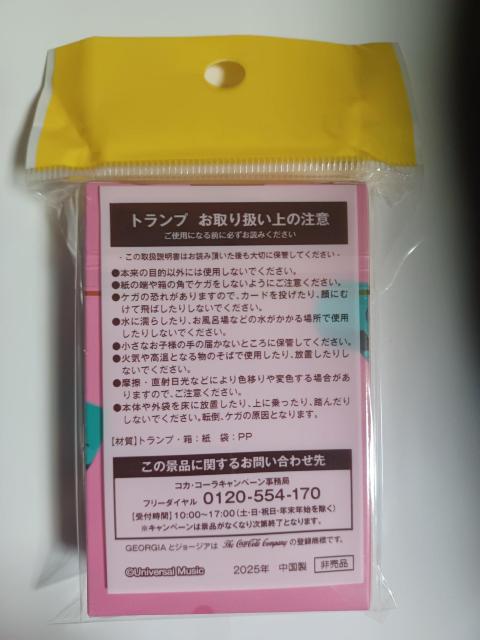 トランプ お取り扱い上の注意
ご使用になる前に必ずお読みください
- この取扱説明書はお読み頂いた後も大切に保管してください -
●本来の目的以外には使用しないでください。
●紙の端や箱の角でケガをしないようにご注意ください。
●ケガの恐れがありますので、カードを投げたり、顔にむ
けて飛ばしたりしないでください。
●水に濡らしたり、お風呂場などの水がかかる場所で使用
したりしないでください。
●小さなお子様の手の届かないところに保管してください。
●火気や高温となる物のそばで使用したり、放置したりし
ないでください。
●摩擦・直射日光などにより色移りや変色する場合があ
りますので、ご注意ください。
●本体や外袋を床に放置したり、上に乗ったり、踏んだり
しないでください。転倒、ケガの原因となります。
【材質】トランプ・箱:紙 袋:PP
この景品に関するお問い合わせ先
コカ・コーラキャンペーン事務局
フリーダイヤル 0120-554-170
【受付時間】10:00〜17:00(土・日・祝日・年末年始を除く)
※キャンペーンは景品がなくなり次第終了となります。
GEORGIA とジョージアは The Coca-Cola Company の登録商標です。
©Universal Music 2025年 中国製 非売品